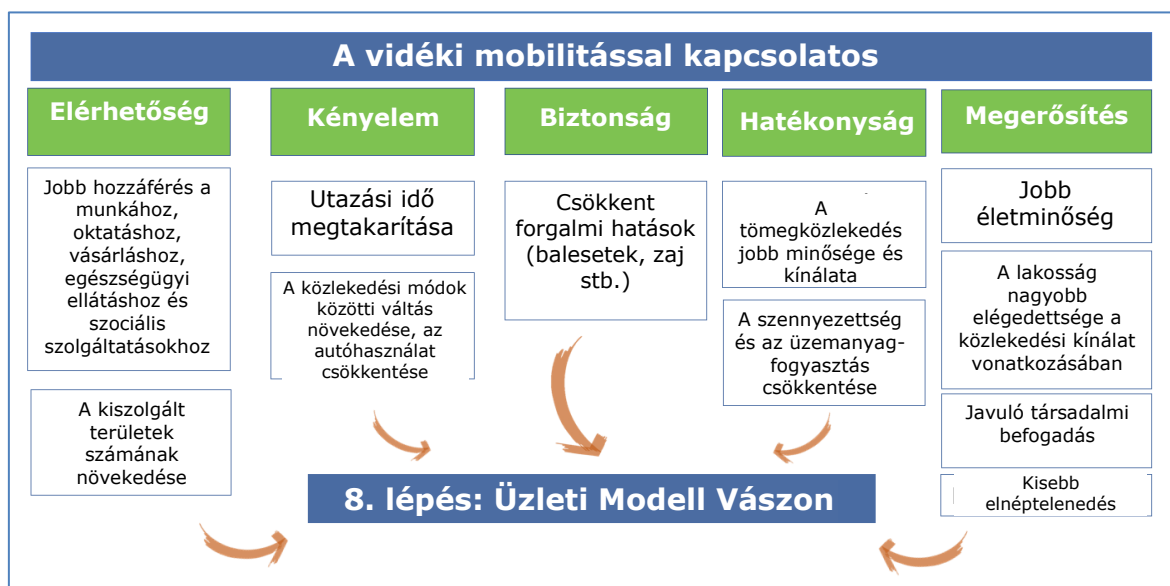 A vidéki mobilitással kapcsolatos
Elérhetőség
Jobb hozzáférés a
munkához,
oktatáshoz,
vásárláshoz,
egészségügyi
ellátáshoz és
szociális
szolgáltatásokhoz
A kiszolgált
területek
számának
növekedése
Kényelem
Utazási idő
megtakarítása
A közlekedési módok
közötti váltás
növekedése, az
autóhasználat
csökkentése
Biztonság
Csökkent
forgalmi hatások
(balesetek, zaj
stb.)
Hatékonyság
A
tömegközlekedés
jobb minősége és
kínálata
A szennyezettség
és az üzemanyag-
fogyasztás
csökkentése
Megerősítés
Jobb
életminőség
A lakosság
nagyobb
elégedettsége a
közlekedési kínálat
vonatkozásában
Javuló társadalmi
befogadás
Kisebb
elnéptelenedés
8. lépés: Üzleti Modell Vászon